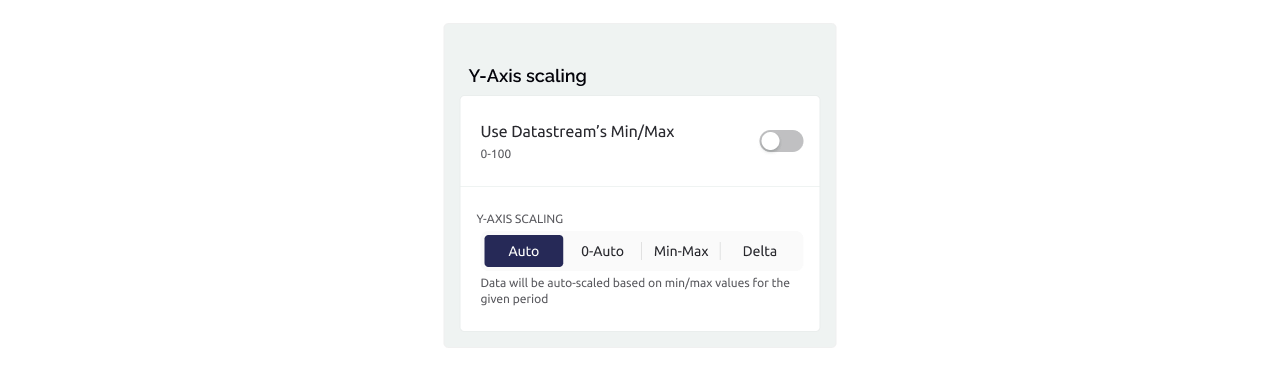 Y-Axis scaling
Use Datastream’s Min/Max
0-100
Y-AXIS SCALING
Auto 0-Auto Min-Max Delta
Data will be auto-scaled based on min/max values for the
given period